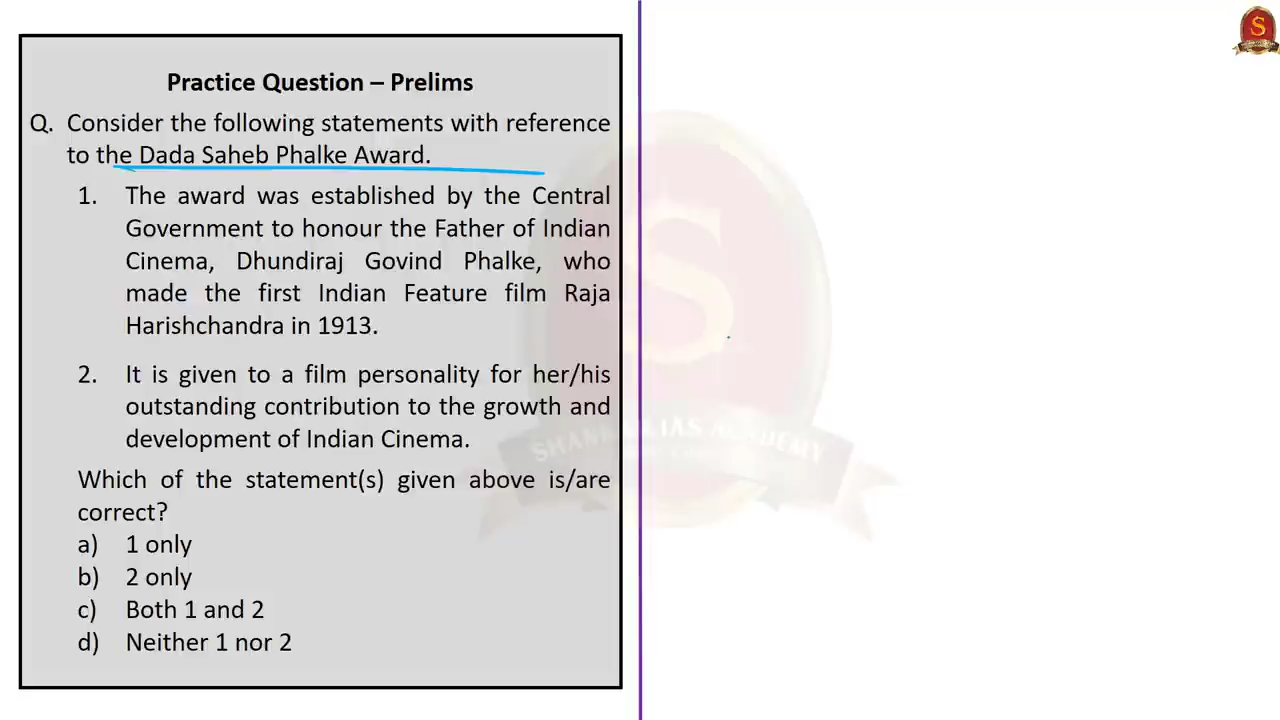 Practice Question – Prelims
Q. Consider the following statements with reference
to the Dada Saheb Phalke Award.
1. The award was established by the Central
Government to honour the Father of Indian
Cinema, Dhundiraj Govind Phalke, who
made the first Indian Feature film Raja
Harishchandra in 1913.
2. It is given to a film personality for her/his
outstanding contribution to the growth and
development of Indian Cinema.
Which of the statement(s) given above is/are
correct?
a) 1 only
b) 2 only
c) Both 1 and 2
d) Neither 1 nor 2
S
S
IAS ACADEMY